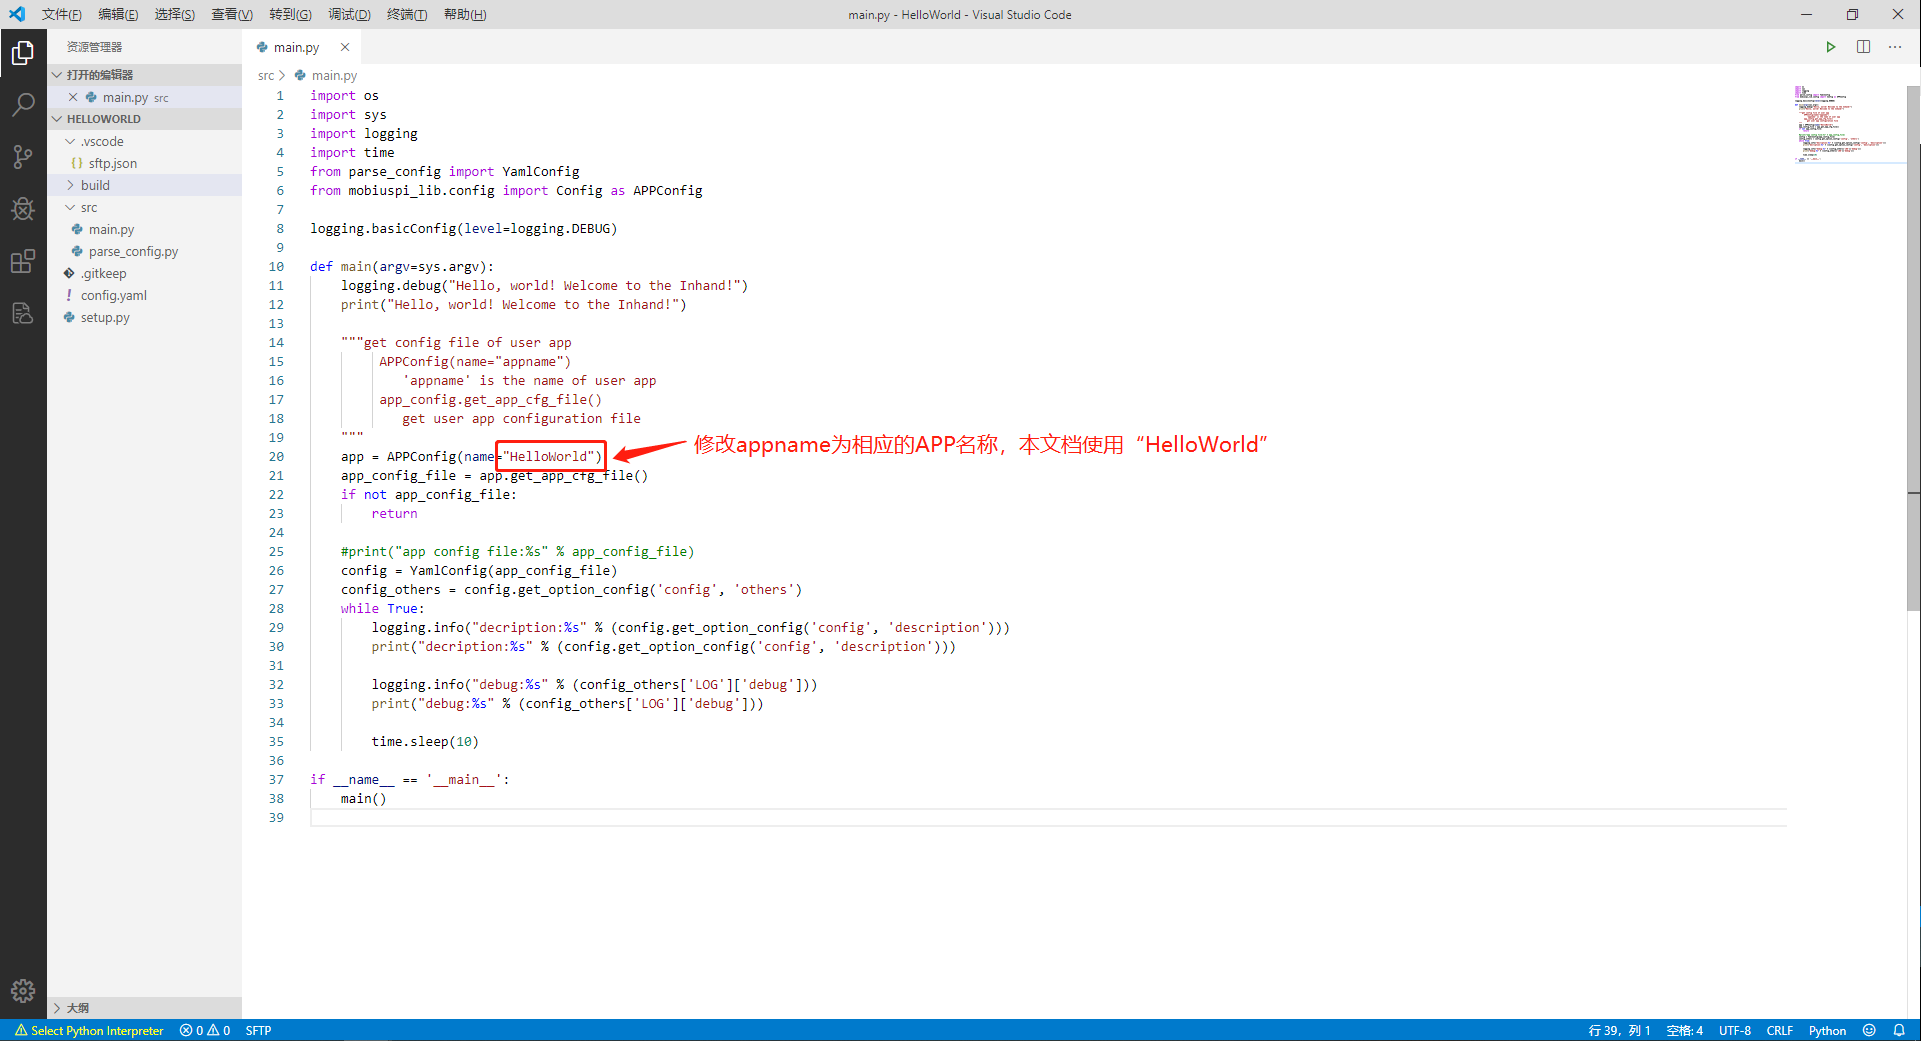 文件(F) 编辑(E) 选择(S) 查看(V) 转到(G) 调试(D) 终端(T) 帮助(H)
main.py - HelloWorld - Visual Studio Code
资源管理器
打开的编辑器
main.py src
HELLOWORLD
.vscode
{} sftp.json
build
src
main.py
parse_config.py
.gitkeep
! config.yaml
setup.py
大纲
main.py
src > main.py
1 import os
2 import sys
3 import logging
4 import time
5 from parse_config import YamlConfig
6 from mobiuspi_lib.config import Config as APPConfig
7
8 logging.basicConfig(level=logging.DEBUG)
9
10 def main(argv=sys.argv):
11     logging.debug("Hello, world! Welcome to the Inhand!")
12     print("Hello, world! Welcome to the Inhand!")
13
14     """get config file of user app
15          APPConfig(name="appname")
16             'appname' is the name of user app
17          app_config.get_app_cfg_file()
18             get user app configuration file
19     """
20     app = APPConfig(name="HelloWorld")
修改appname为相应的APP名称，本文档使用“HelloWorld”
21     app_config_file = app.get_app_cfg_file()
22     if not app_config_file:
23         return
24
25     #print("app config file:%s" % app_config_file)
26     config = YamlConfig(app_config_file)
27     config_others = config.get_option_config('config', 'others')
28     while True:
29         logging.info("decription:%s" % (config.get_option_config('config', 'description')))
30         print("decription:%s" % (config.get_option_config('config', 'description')))
31
32         logging.info("debug:%s" % (config_others['LOG']['debug']))
33         print("debug:%s" % (config_others['LOG']['debug']))
34
35         time.sleep(10)
36
37 if __name__ == '__main__':
38     main()
39
Select Python Interpreter 0 0 SFTP
行 39，列 1 空格: 4 UTF-8 CRLF Python